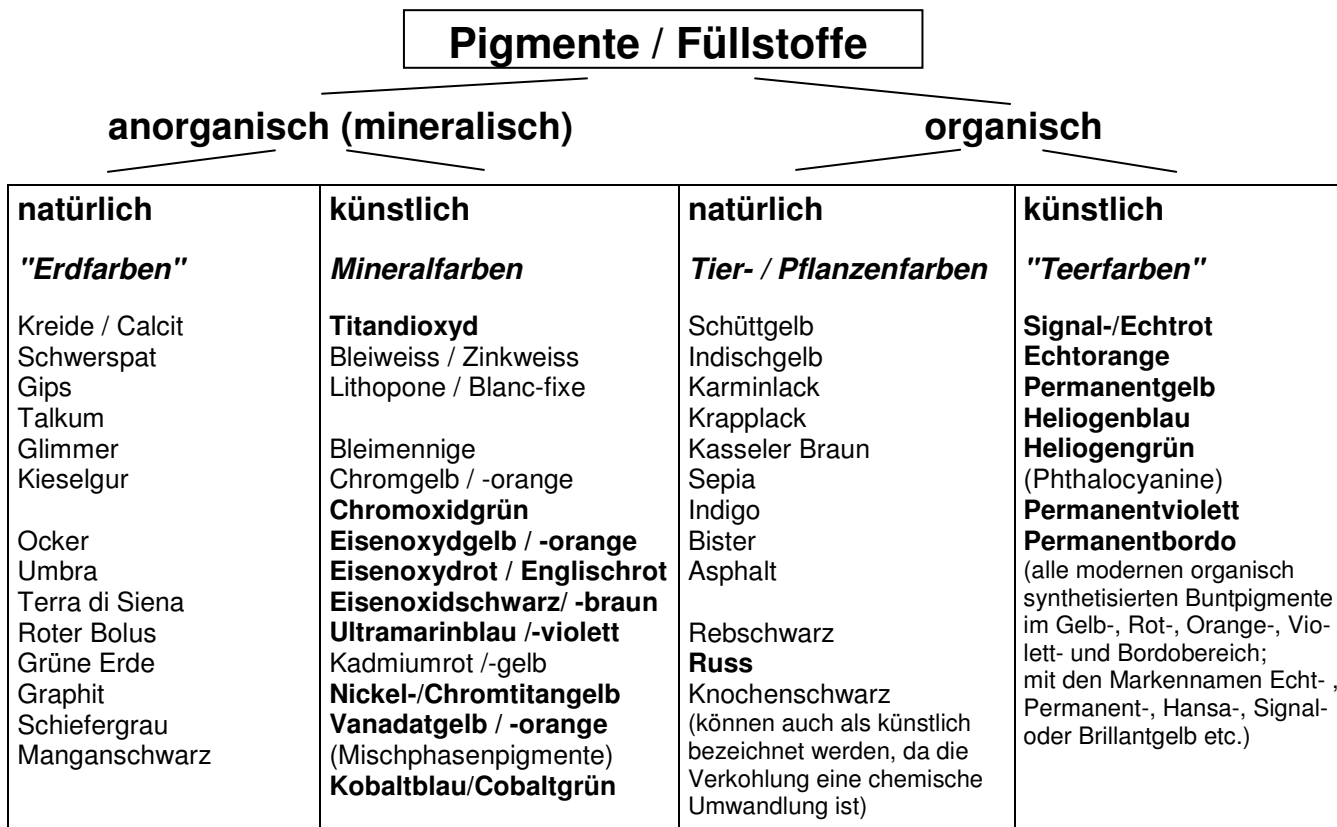 Pigmente / Füllstoffe
anorganisch (mineralisch)
organisch
natürlich
"Erdfarben"
Kreide / Calcit
Schwerspat
Gips
Talkum
Glimmer
Kieselgur
Ocker
Umbra
Terra di Siena
Roter Bolus
Grüne Erde
Graphit
Schiefergrau
Manganschwarz
künstlich
Mineralfarben
Titandioxyd
Bleiweiss / Zinkweiss
Lithopone / Blanc-fixe
Bleimennige
Chromgelb / -orange
Chromoxidgrün
Eisenoxydgelb / -orange
Eisenoxydrot / Englischrot
Eisenoxidschwarz/ -braun
Ultramarinblau /-violett
Kadmiumrot /-gelb
Nickel-/Chromtitangelb
Vanadatgelb / -orange
(Mischphasenpigmente)
Kobaltblau/Cobaltgrün
natürlich
Tier- / Pflanzenfarben
Schüttgelb
Indischgelb
Karminlack
Krapplack
Kasseler Braun
Sepia
Indigo
Bister
Asphalt
Rebschwarz
Russ
Knochenschwarz
(können auch als künstlich
bezeichnet werden, da die
Verkohlung eine chemische
Umwandlung ist)
künstlich
"Teerfarben"
Signal-/Echtrot
Echtorange
Permanentgelb
Heliogenblau
Heliogengrün
(Phthalocyanine)
Permanentviolett
Permanentbordo
(alle modernen organisch
synthetisierten Buntpigmente
im Gelb-, Rot-, Orange-, Vio-
lett- und Bordobereich;
mit den Markennamen Echt- ,
Permanent-, Hansa-, Signal-
oder Brillantgelb etc.)